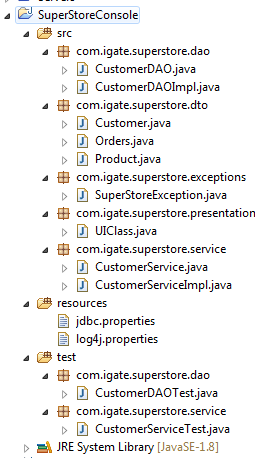 SuperStoreConsole
src
com.igate.superstore.dao
CustomerDAO.java
CustomerDAOImpl.java
com.igate.superstore.dto
Customer.java
Orders.java
Product.java
com.igate.superstore.exceptions
SuperStoreException.java
com.igate.superstore.presentation
UIClass.java
com.igate.superstore.service
CustomerService.java
CustomerServiceImpl.java
resources
jdbc.properties
log4j.properties
test
com.igate.superstore.dao
CustomerDAOTest.java
com.igate.superstore.service
CustomerServiceTest.java
JRE System Library [JavaSE-1.8]